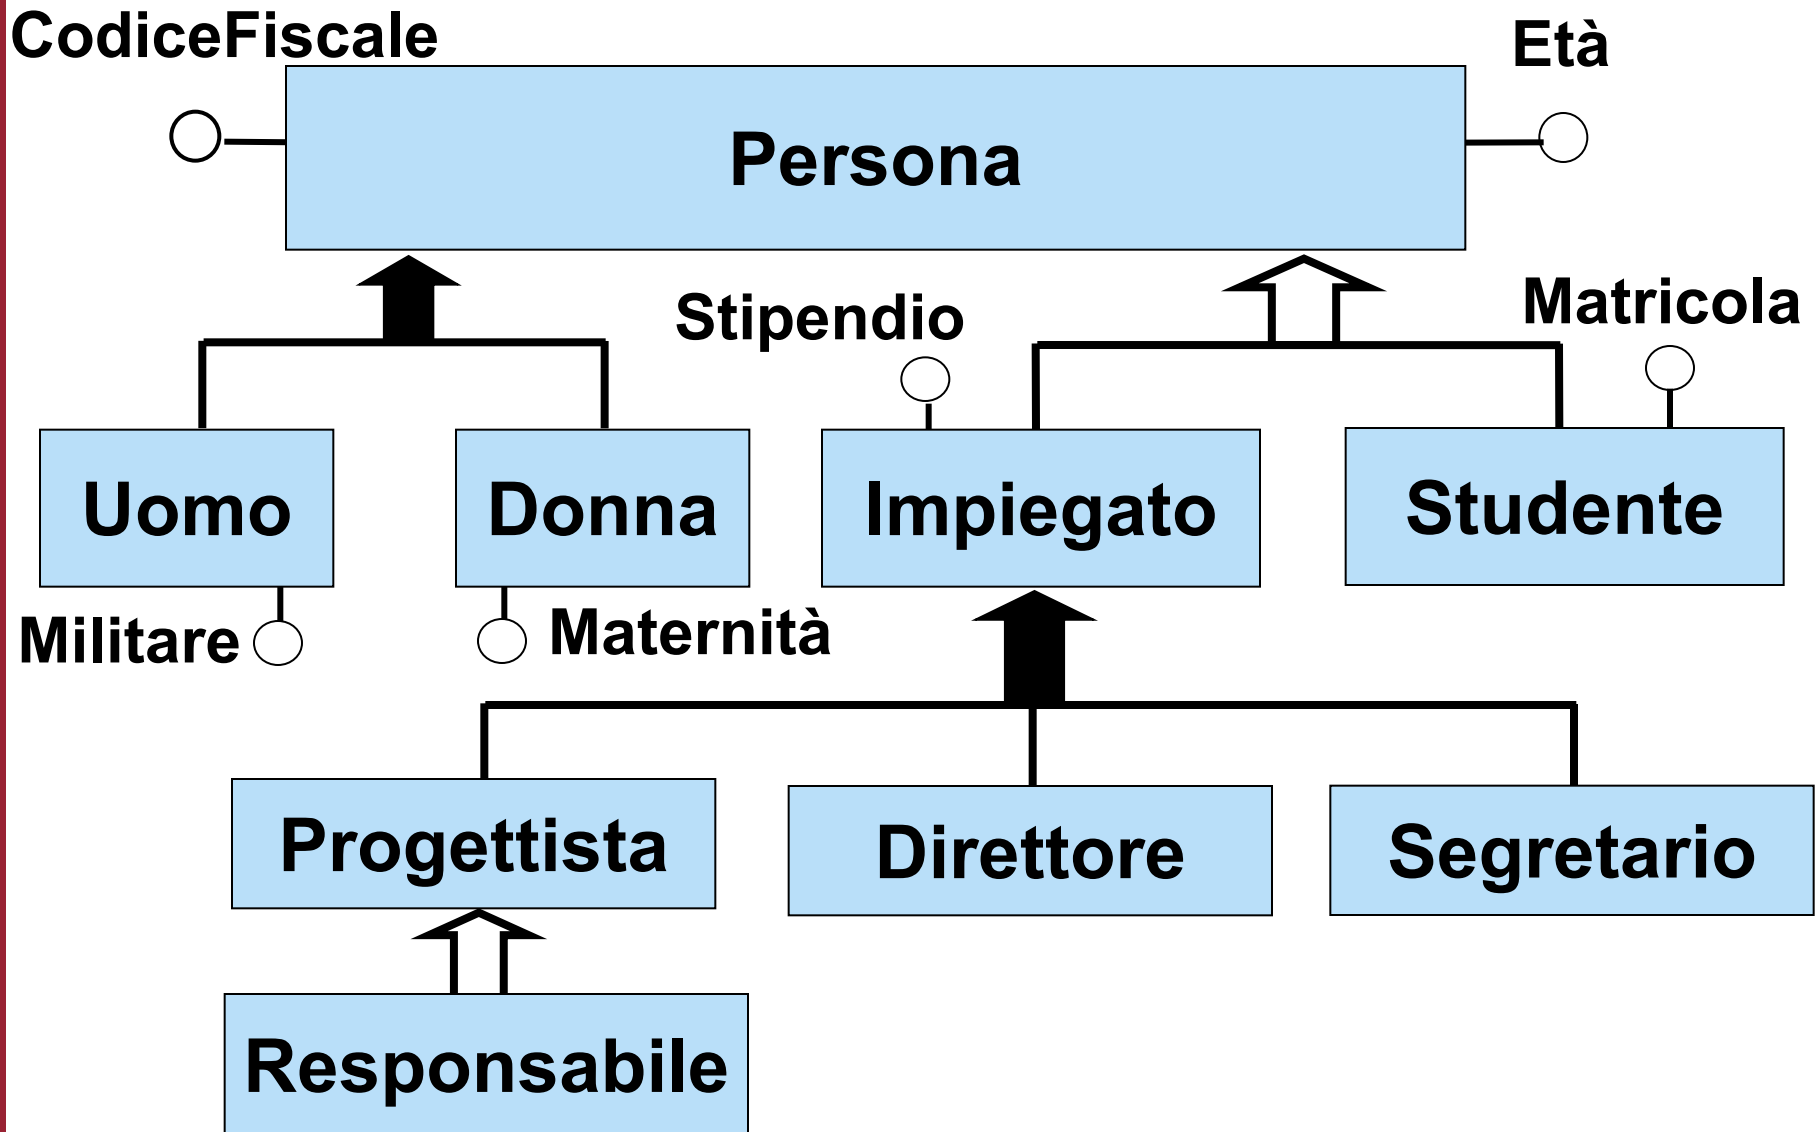 CodiceFiscale
Età
Persona
Stipendio
Matricola
Uomo
Donna
Impiegato
Studente
Militare
Maternità
Progettista
Direttore
Segretario
Responsabile